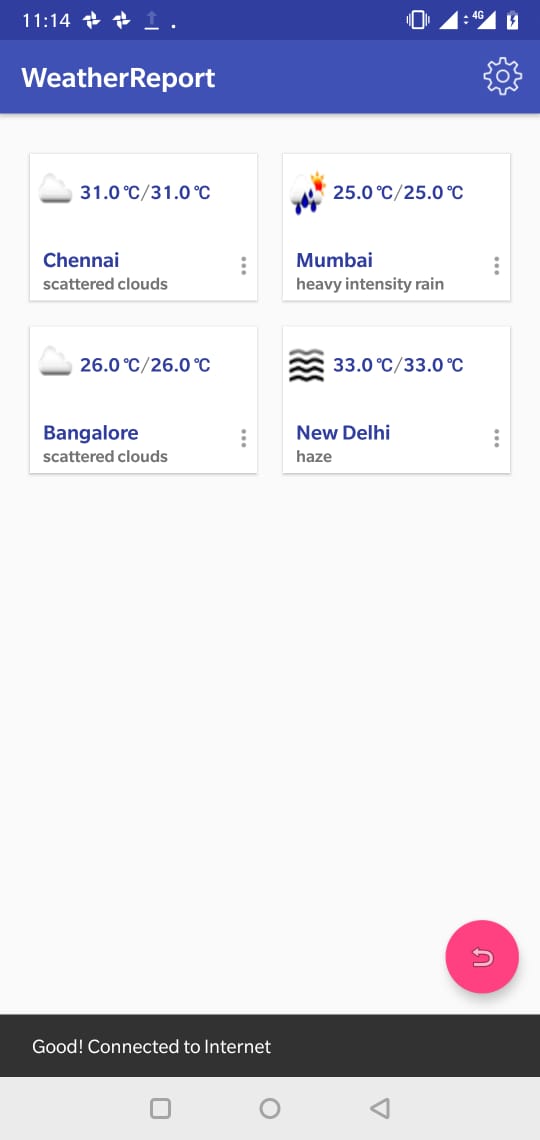 11:14
4G
WeatherReport
31.0 ℃/31.0 ℃
Chennai
scattered clouds
25.0 ℃/25.0 ℃
Mumbai
heavy intensity rain
26.0 ℃/26.0 ℃
Bangalore
scattered clouds
33.0 ℃/33.0 ℃
New Delhi
haze
Good! Connected to Internet